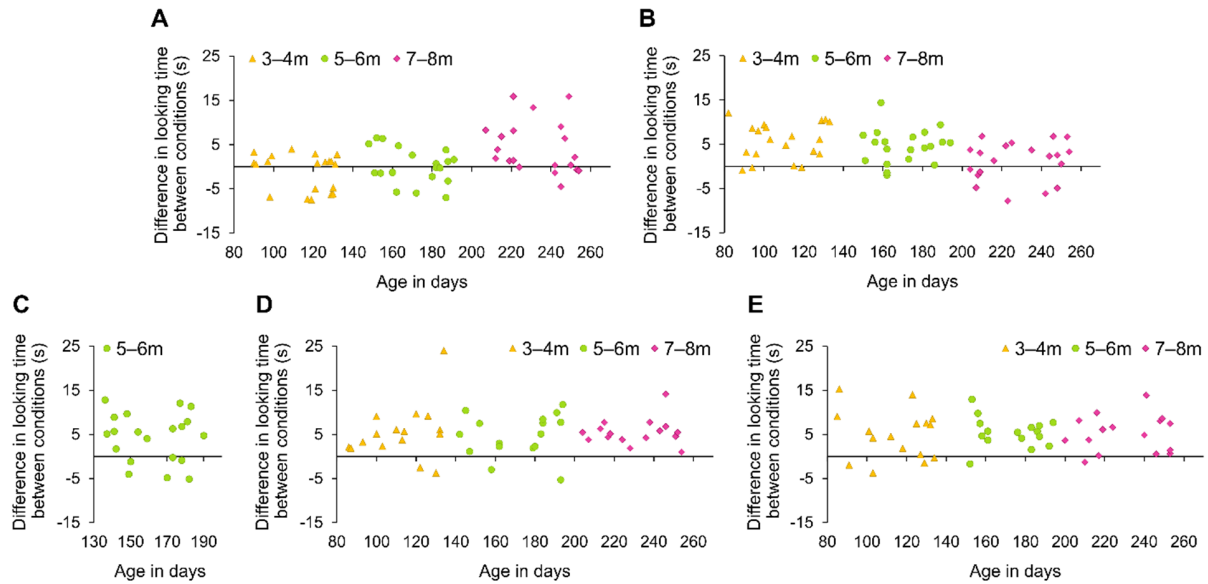 A
Difference in looking time
between conditions (s)
25
15
5
-5
-15
3–4m 5–6m 7–8m
80 100 120 140 160 180 200 220 240 260
Age in days
B
Difference in looking time
between conditions (s)
25
15
5
-5
-15
3–4m 5–6m 7–8m
80 100 120 140 160 180 200 220 240 260
Age in days
C
Difference in looking time
between conditions (s)
25
15
5
-5
-15
5–6m
130 150 170 190
Age in days
D
Difference in looking time
between conditions (s)
25
15
5
-5
-15
3–4m 5–6m 7–8m
80 100 120 140 160 180 200 220 240 260
Age in days
E
Difference in looking time
between conditions (s)
25
15
5
-5
-15
3–4m 5–6m 7–8m
80 100 120 140 160 180 200 220 240 260
Age in days